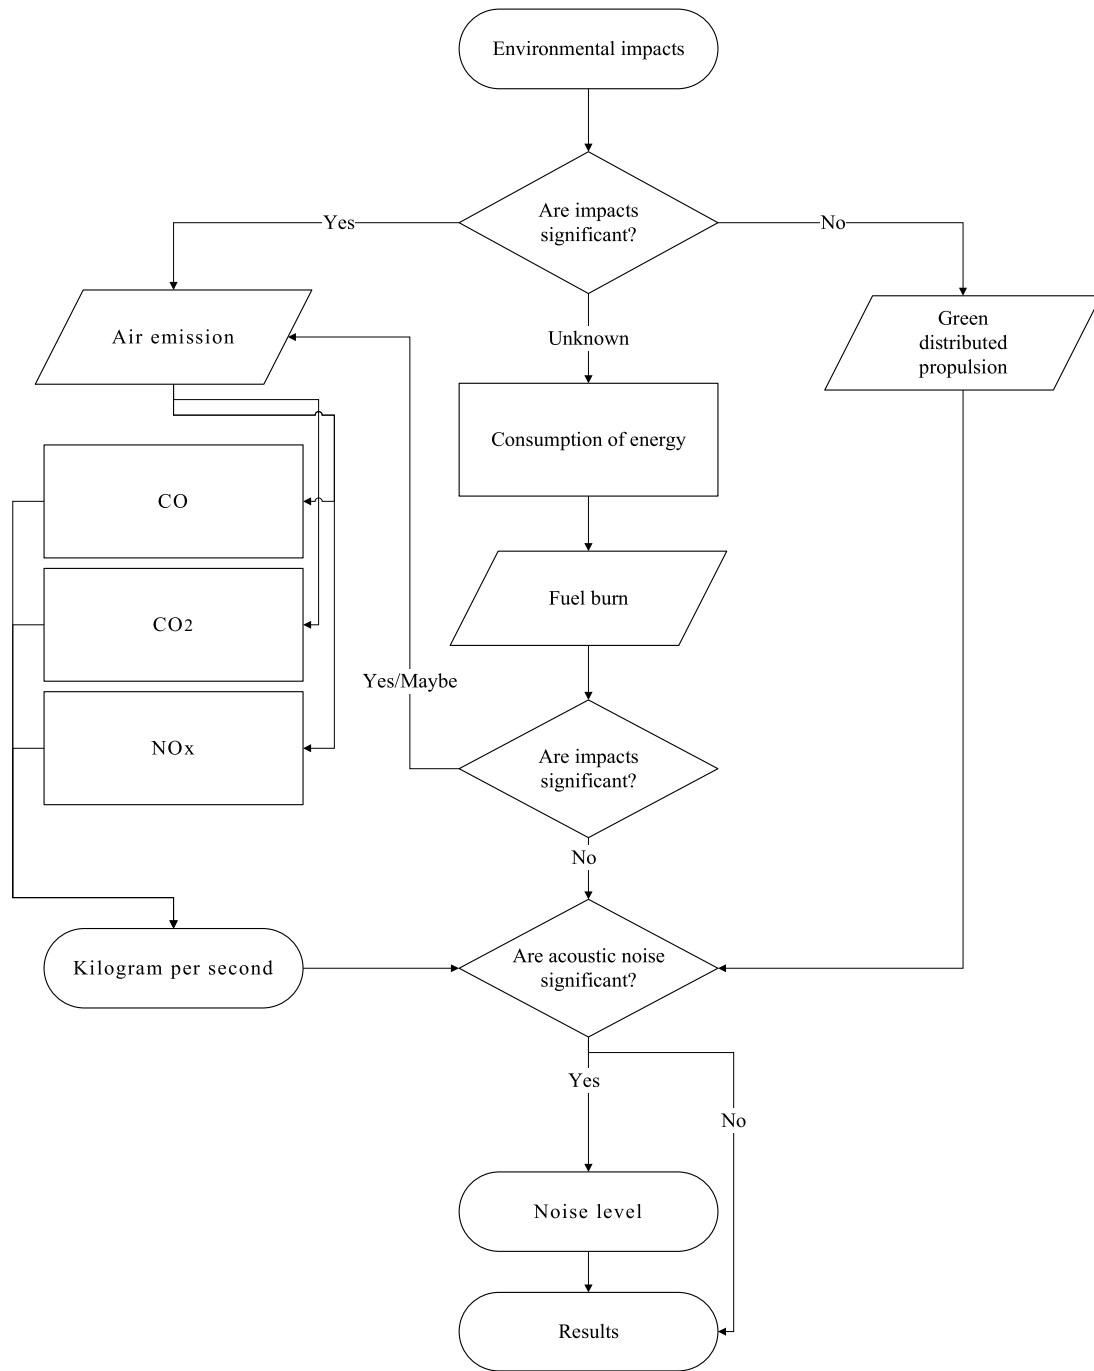 Environmental impacts
Are impacts
significant?
Yes
No
Air emission
Unknown
Green
distributed
propulsion
Consumption of energy
CO
Fuel burn
CO2
Yes/Maybe
NOx
Are impacts
significant?
No
Are acoustic noise
significant?
Kilogram per second
Yes
No
Noise level
Results